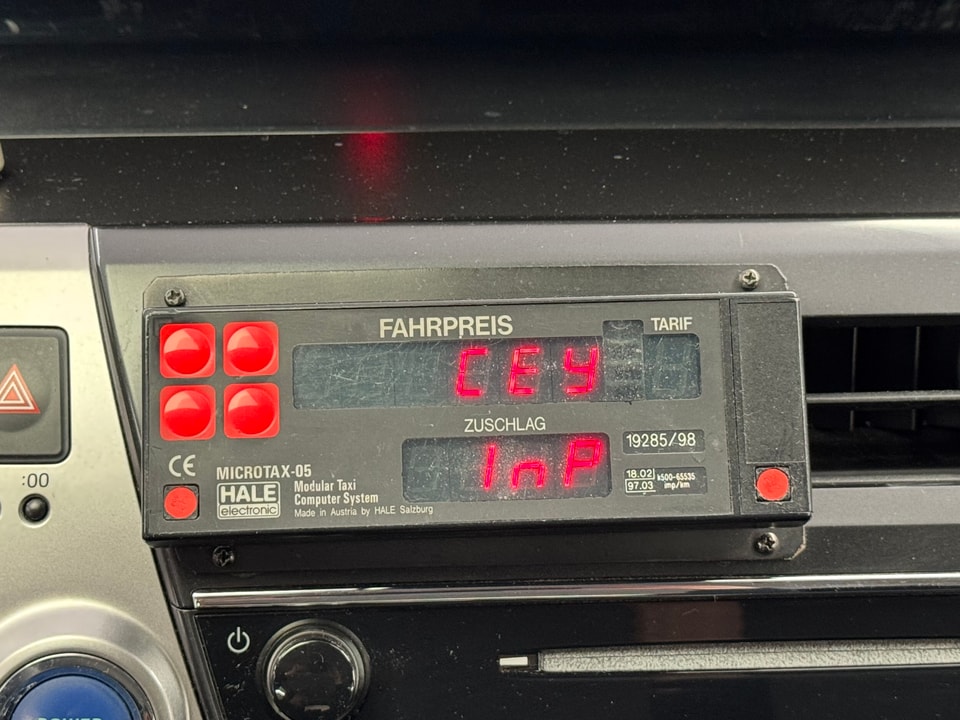 FAHRPREIS
TARIF
CEY
ZUSCHLAG
InP
19285/98
18.02
97.03
k500-65535
imp/km
CE
MICROTAX-05
HALE
electronic
Modular Taxi
Computer System
Made in Austria by HALE Salzburg
:00
POWER